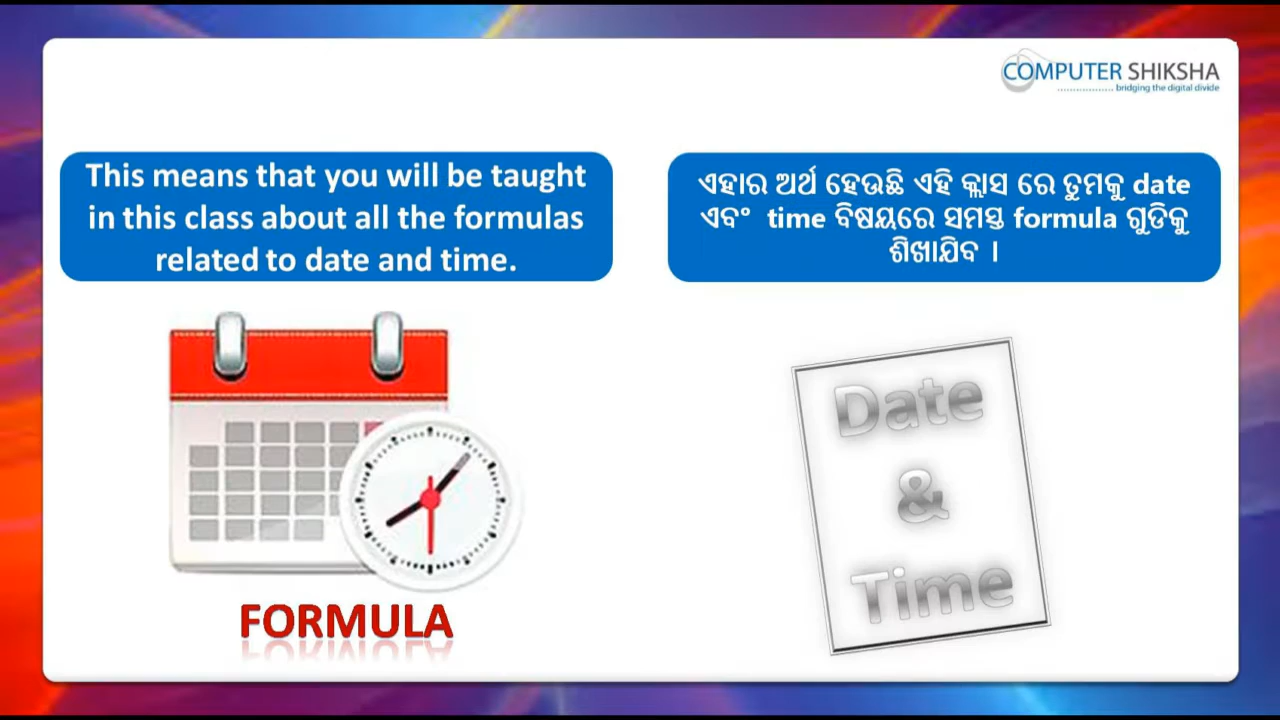 COMPUTER SHIKSHA
bridging the digital divide
This means that you will be taught
in this class about all the formulas
related to date and time.
ଏହାର ଅର୍ଥ ହେଉଛି ଏହି କ୍ଲାସ ରେ ତୁମକୁ date
ଏବଂ time ବିଷୟରେ ସମସ୍ତ formula ଗୁଡିକୁ
ଶିଖାଯିବ ।
FORMULA
Date
&
Time